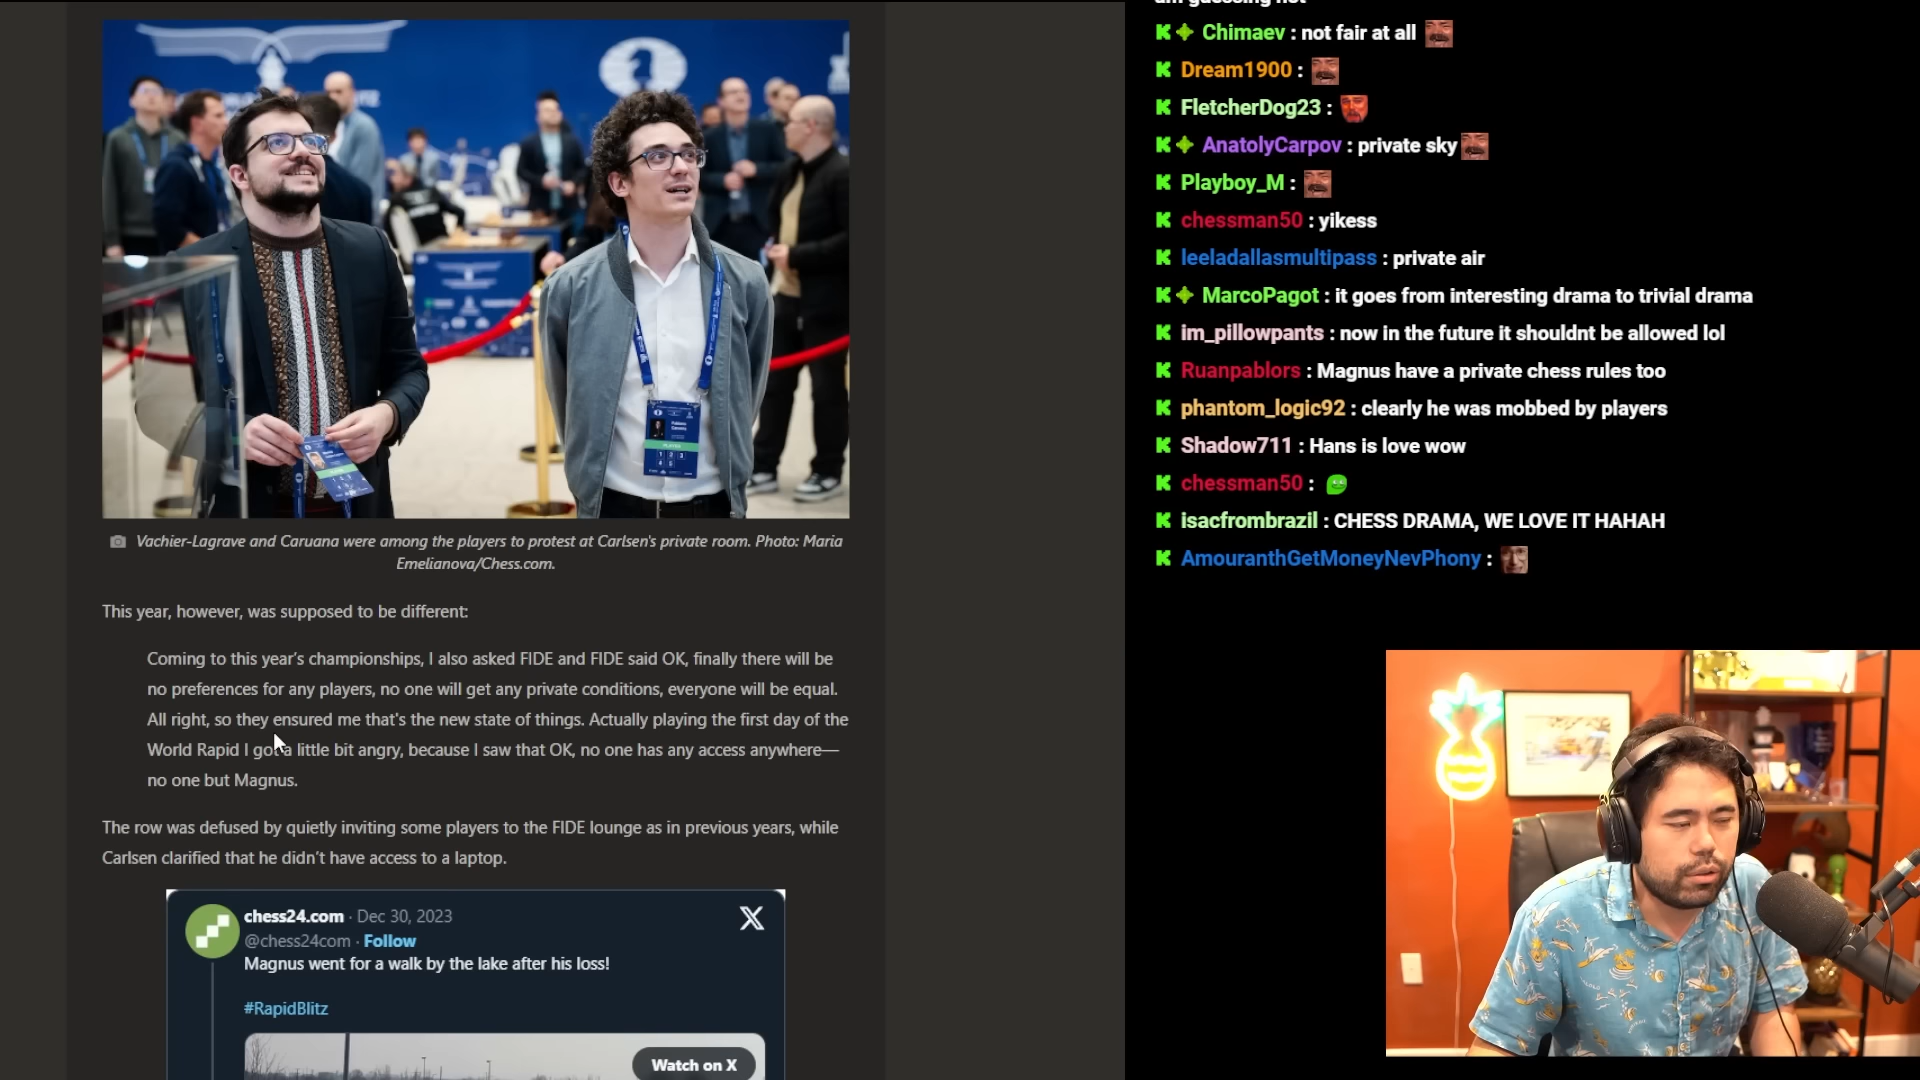 Vachier-Lagrave and Caruana were among the players to protest at Carlsen's private room. Photo: Maria
Emelianova/Chess.com.
This year, however, was supposed to be different:
Coming to this year's championships, I also asked FIDE and FIDE said OK, finally there will be
no preferences for any players, no one will get any private conditions, everyone will be equal.
All right, so they ensured me that's the new state of things. Actually playing the first day of the
World Rapid I got a little bit angry, because I saw that OK, no one has any access anywhere—
no one but Magnus.
The row was defused by quietly inviting some players to the FIDE lounge as in previous years, while
Carlsen clarified that he didn't have access to a laptop.
chess24.com · Dec 30, 2023
@chess24com · Follow
Magnus went for a walk by the lake after his loss!
#RapidBlitz
Watch on X
Chimaev : not fair at all
Dream1900 :
FletcherDog23 :
AnatolyCarpov : private sky
Playboy_M :
chessman50 : yikess
leeladallasmultipass : private air
MarcoPagot : it goes from interesting drama to trivial drama
im_pillowpants : now in the future it shouldnt be allowed lol
Ruanpablors : Magnus have a private chess rules too
phantom_logic92 : clearly he was mobbed by players
Shadow711 : Hans is love wow
chessman50 :
isacfrombrazil : CHESS DRAMA, WE LOVE IT HAHAH
AmouranthGetMoneyNevPhony :